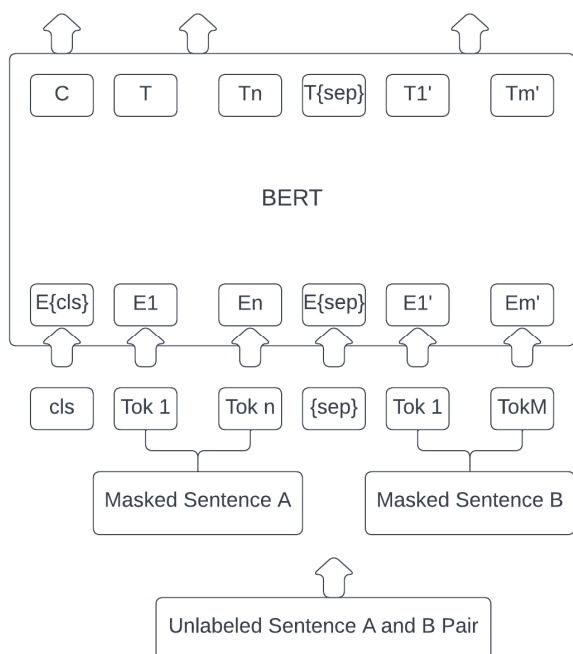 C T Tn T{sep} T1' Tm'
BERT
E{cls} E1 En E{sep} E1' Em'
cls Tok 1 Tok n {sep} Tok 1 TokM
Masked Sentence A Masked Sentence B
Unlabeled Sentence A and B Pair